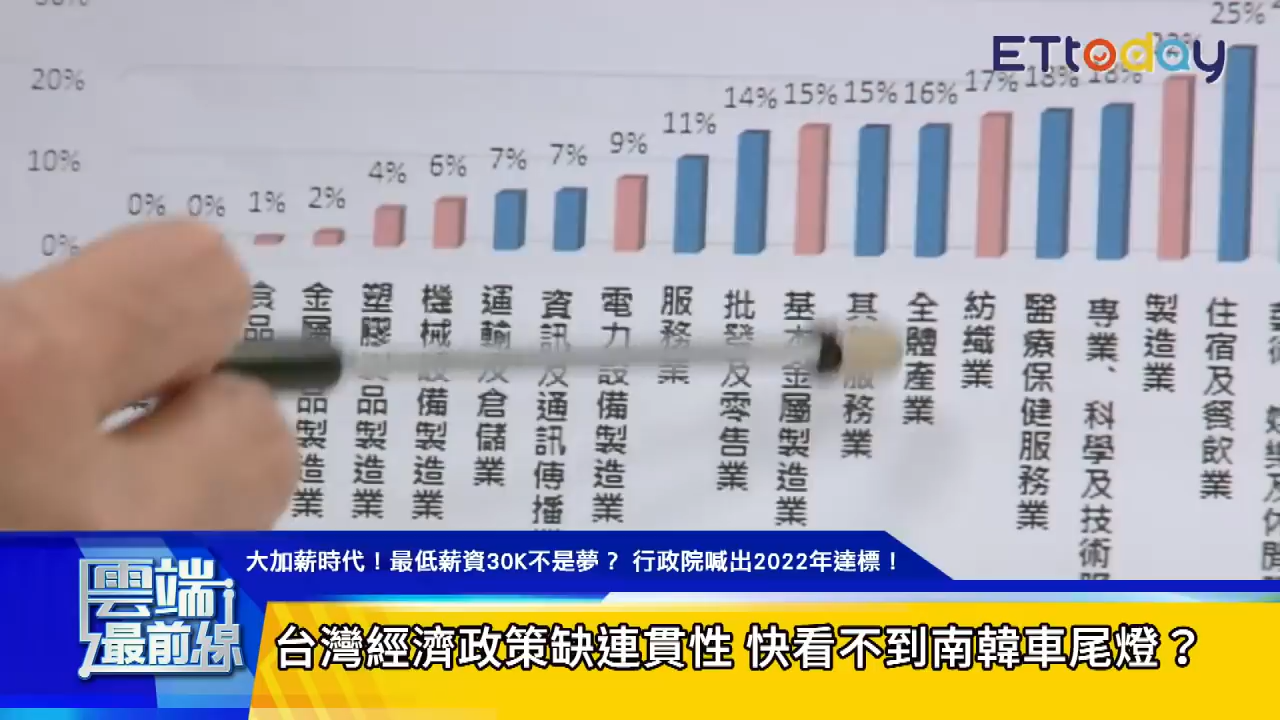 25%
ETtoday
20%
10%
0%
0% 0% 1% 2% 4% 6% 7% 7% 9% 11% 14% 15% 15% 16% 17% 18% 18%
食品
金屬 品製造業
塑膠 品製造業
機械設備製造業
運輸及倉儲業
資訊及通訊傳播
電力設備製造業
服務業
批發及零售業
基本金屬製造業
其 服務業
全體產業
紡織業
醫療保健服務業
專業、科學及技術
製造業
住宿及餐飲業
雲端最前線
大加薪時代！最低薪資30K不是夢？ 行政院喊出2022年達標！
台灣經濟政策缺連貫性 快看不到南韓車尾燈？